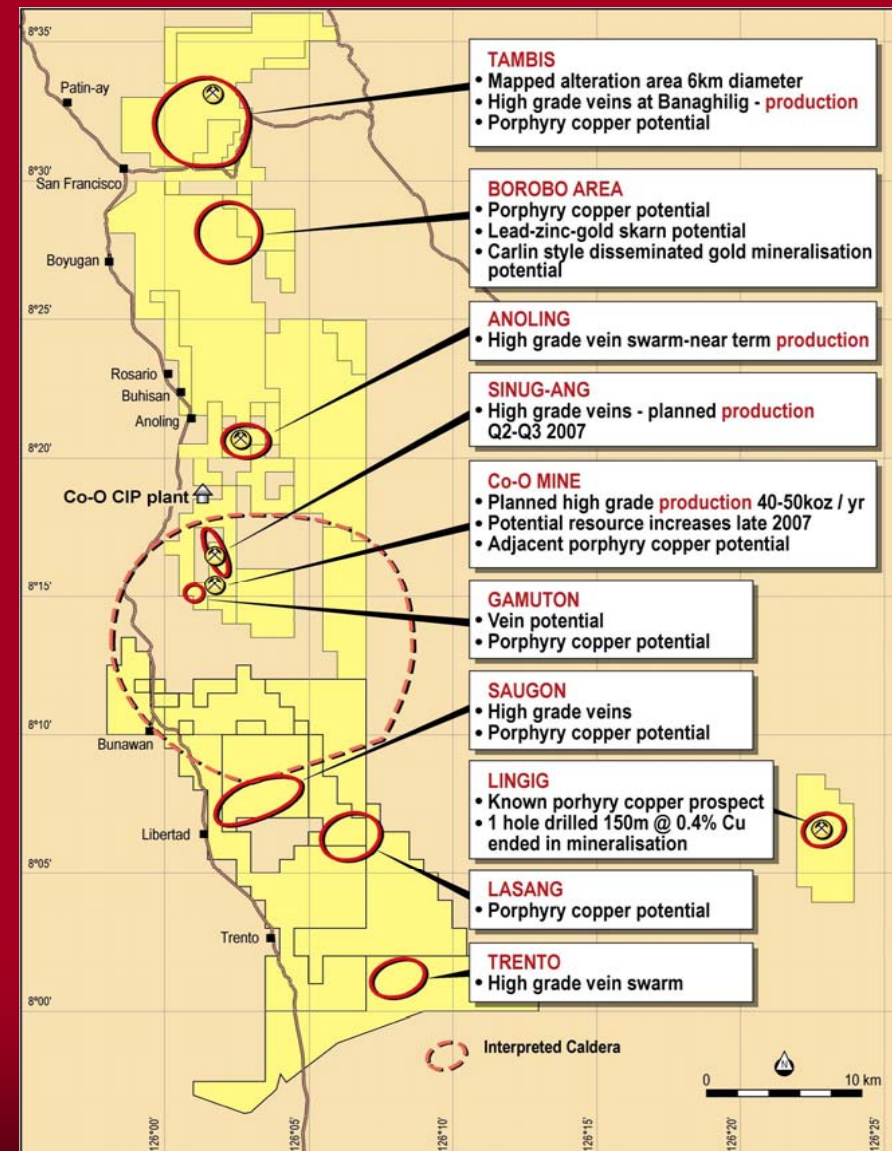 8°35'
Patin-ay
San Francisco
8°30'
Boyugan
8°25'
Rosario
Buhisan
Anoling
8°20'
Co-O CIP plant
8°15'
8°10'
Bunawan
Libertad
8°05'
Trento
8°00'
TAMBIS
• Mapped alteration area 6km diameter
• High grade veins at Banaghilig - production
• Porphyry copper potential
BOROBO AREA
• Porphyry copper potential
• Lead-zinc-gold skarn potential
• Carlin style disseminated gold mineralisation
potential
ANOLING
• High grade vein swarm-near term production
SINUG-ANG
• High grade veins - planned production
Q2-Q3 2007
Co-O MINE
• Planned high grade production 40-50koz / yr
• Potential resource increases late 2007
• Adjacent porphyry copper potential
GAMUTON
• Vein potential
• Porphyry copper potential
SAUGON
• High grade veins
• Porphyry copper potential
LINGIG
• Known porhyry copper prospect
• 1 hole drilled 150m @ 0.4% Cu
ended in mineralisation
LASANG
• Porphyry copper potential
TRENTO
• High grade vein swarm
Interpreted Caldera
N
0 10 km
126°00'
126°05'
126°10'
126°15'
126°20'
126°25'